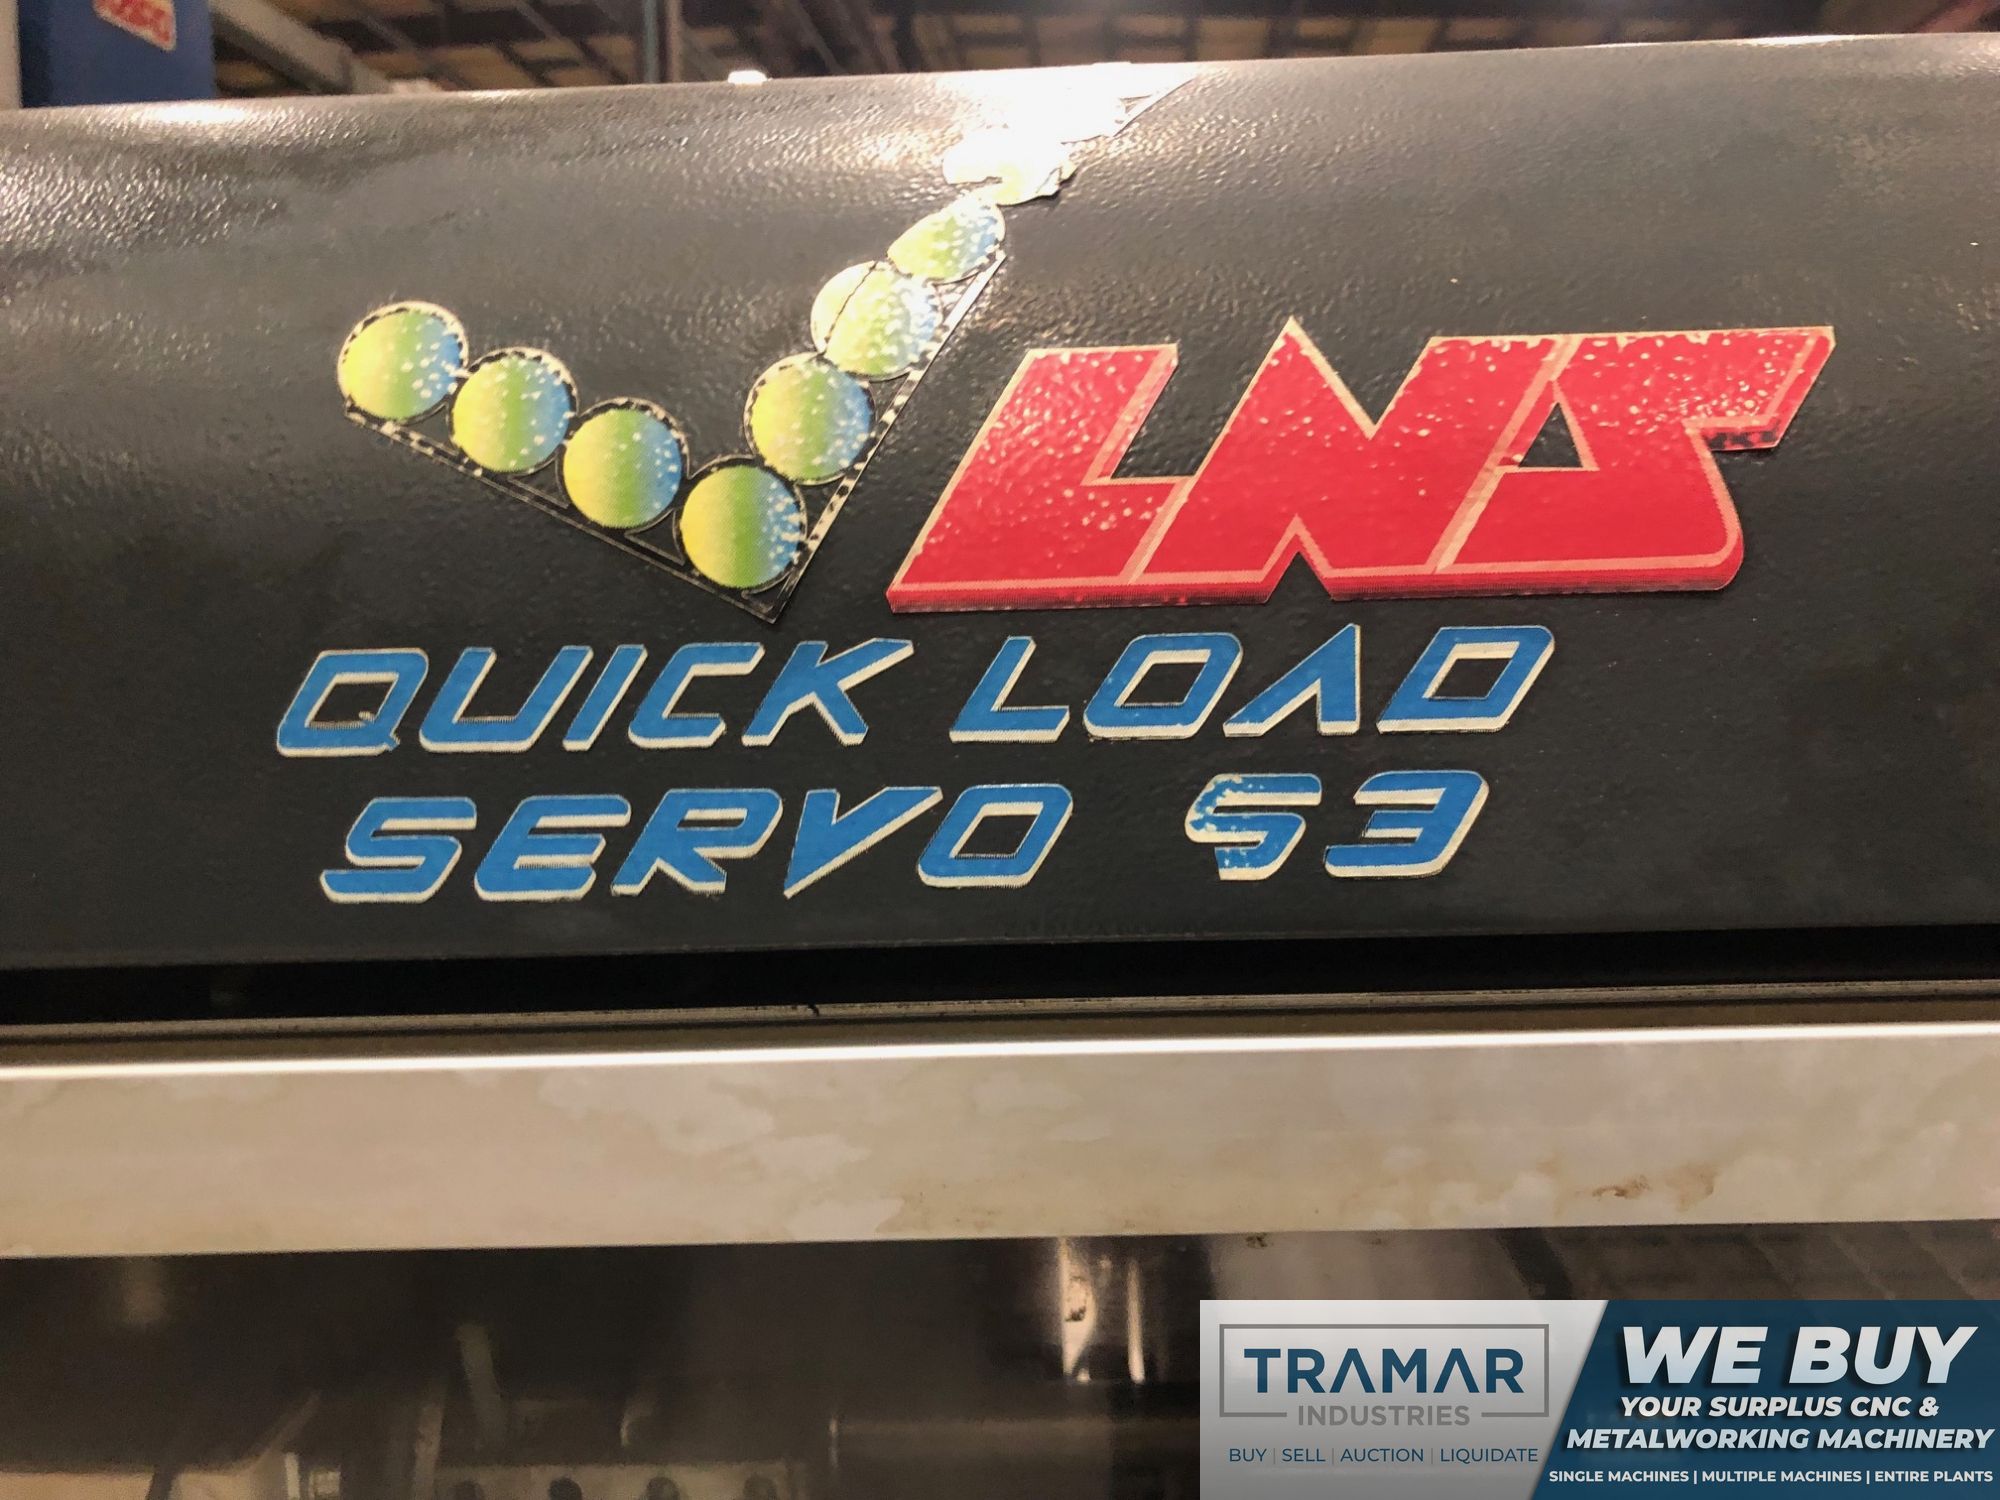 LNS
QUICK LOAD
SERVO S3
TRAMAR
INDUSTRIES
BUY | SELL | AUCTION | LIQUIDATE
WE BUY
YOUR SURPLUS CNC &
METALWORKING MACHINERY
SINGLE MACHINES | MULTIPLE MACHINES | ENTIRE PLANTS